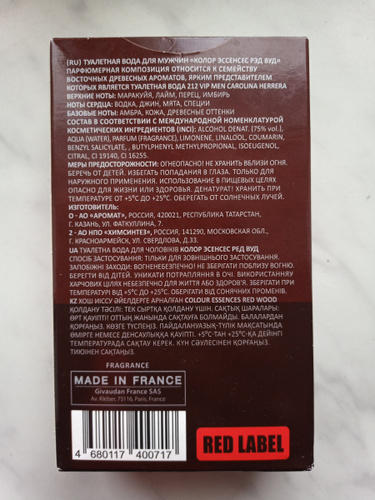 (RU) ТУАЛЕТНАЯ ВОДА ДЛЯ МУЖЧИН «КОЛОР ЭССЕНСЕС РЭД ВУД»
ПАРФЮМЕРНАЯ КОМПОЗИЦИЯ ОТНОСИТСЯ К СЕМЕЙСТВУ
ВОСТОЧНЫХ ДРЕВЕСНЫХ АРОМАТОВ, ЯРКИМ ПРЕДСТАВИТЕЛЕМ
КОТОРЫХ ЯВЛЯЕТСЯ ТУАЛЕТНАЯ ВОДА 212 VIP MEN CAROLINA HERRERA
ВЕРХНИЕ НОТЫ: МАРАКУЙЯ, ЛАЙМ, ПЕРЕЦ, ИМБИРЬ
НОТЫ СЕРДЦА: ВОДКА, ДЖИН, МЯТА, СПЕЦИИ
БАЗОВЫЕ НОТЫ: АМБРА, КОЖА, ДРЕВЕСНЫЕ ОТТЕНКИ
СОСТАВ В СООТВЕТСТВИИ С МЕЖДУНАРОДНОЙ НОМЕНКЛАТУРОЙ
КОСМЕТИЧЕСКИХ ИНГРЕДИЕНТОВ (INCI): ALCOHOL DENAT. (75% vol.),
AQUA (WATER), PARFUM (FRAGRANCE), LIMONENE, LINALOOL, COUMARIN,
BENZYL SALICYLATE, , BUTYLPHENYL METHYLPROPIONAL, ISOEUGENOL,
CITRAL, CI 19140, CI 16255.
МЕРЫ ПРЕДОСТОРОЖНОСТИ: ОГНЕОПАСНО! НЕ ХРАНИТЬ ВБЛИЗИ ОГНЯ.
БЕРЕЧЬ ОТ ДЕТЕЙ. ИЗБЕГАТЬ ПОПАДАНИЯ В ГЛАЗА. ТОЛЬКО ДЛЯ
НАРУЖНОГО ПРИМЕНЕНИЯ. ИСПОЛЬЗОВАНИЕ В ПИЩЕВЫХ ЦЕЛЯХ
ОПАСНО ДЛЯ ЖИЗНИ ИЛИ ЗДОРОВЬЯ. ДЕНАТУРАТ! ХРАНИТЬ ПРИ
ТЕМПЕРАТУРЕ ОТ +5°С ДО +25°С. ОБЕРЕГАТЬ ОТ СОЛНЕЧНЫХ ЛУЧЕЙ.
ИЗГОТОВИТЕЛЬ:
О - АО «АРОМАТ», РОССИЯ, 420021, РЕСПУБЛИКА ТАТАРСТАН,
Г. КАЗАНЬ, УЛ. ФАТКУЛЛИНА, 7.
2 - АО НПО «ХИМСИНТЕЗ», РОССИЯ, 141290, МОСКОВСКАЯ ОБЛ.,
Г. КРАСНОАРМЕЙСК, УЛ. СВЕРДЛОВА, Д.33.
UA ТУАЛЕТНА ВОДА ДЛЯ ЧОЛОВІКІВ КОЛОР ЭССЕНСЕС РЕД ВУД
СПОСІБ ЗАСТОСУВАННЯ: ТІЛЬКИ ДЛЯ ЗОВНІШНЬОГО ЗАСТОСУВАННЯ.
ЗАПОБІЖНІ ЗАХОДИ: ВОГНЕНЕБЕЗПЕЧНО! НЕ ЗБЕРІГАТИ ПОБЛИЗУ ВОГНЮ.
БЕРЕГТИ ВІД ДІТЕЙ. УНИКАТИ ПОТРАПЛЯННЯ В ОЧІ. ВИКОРИСТАННЯ У
ХАРЧОВИХ ЦІЛЯХ НЕБЕЗПЕЧНО ДЛЯ ЖИТТЯ АБО ЗДОРОВ'Я. ЗБЕРІГАТИ ПРИ
ТЕМПЕРАТУРІ ВІД +5°С ДО +25°С. ОБЕРІГАТИ ВІД СОНЯЧНИХ ПРОМЕНІВ.
KZ ХОШ ИІССУ ӘЙЕЛДЕРГЕ АРНАЛҒАН COLOUR ESSENCES RED WOOD
ҚОЛДАНУ ТӘСІЛІ: ТЕК СЫРТҚА ҚОЛДАНУ ҮШІН. САҚТЫҚ ШАРАЛАРЫ:
ӨРТ ҚАУІПТІ! ОТТЫҢ ЖАНЫНДА САҚТАУҒА БОЛМАЙДЫ. БАЛАЛАРДАН
ҚОРҒАҢЫЗ. КӨЗГЕ ТҮСПЕҢІЗ. ПАЙДАЛАНУ АЗЫҚ-ТҮЛІК МАҚСАТЫНДА
ӨМІРГЕ НЕМЕСЕ ДЕНСАУЛЫҚҚА ҚАУІПТІ. +5°С-ТАН +25°С-ҚА ДЕЙІНГІ
ТЕМПЕРАТУРАДА САҚТАУ КЕРЕК. КҮН СӘУЛЕСІНЕН ҚОРҒАҢЫЗ.
ТИЮІНЕН САҚТАҢЫЗ.
FRAGRANCE
MADE IN FRANCE
Givaudan France SAS
Av. Kleber, 75116, Paris, France
4 680117 400717
RED LABEL